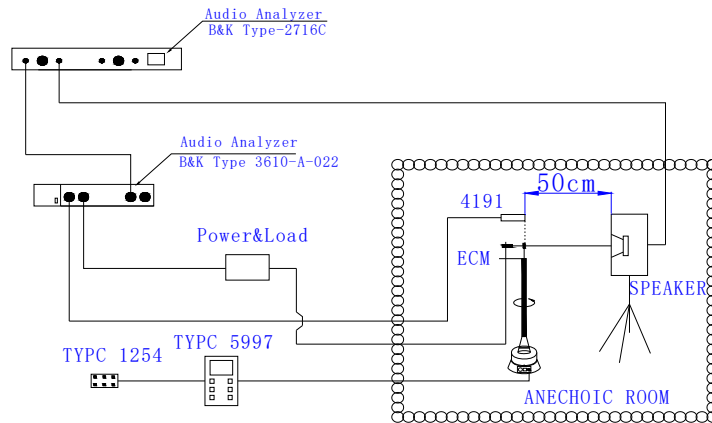 Audio Analyzer
B&K Type-2716C
Audio Analyzer
B&K Type 3610-A-022
50cm
4191
Power&Load
ECM
SPEAKER
TYPC 1254
TYPC 5997
ANECHOIC ROOM